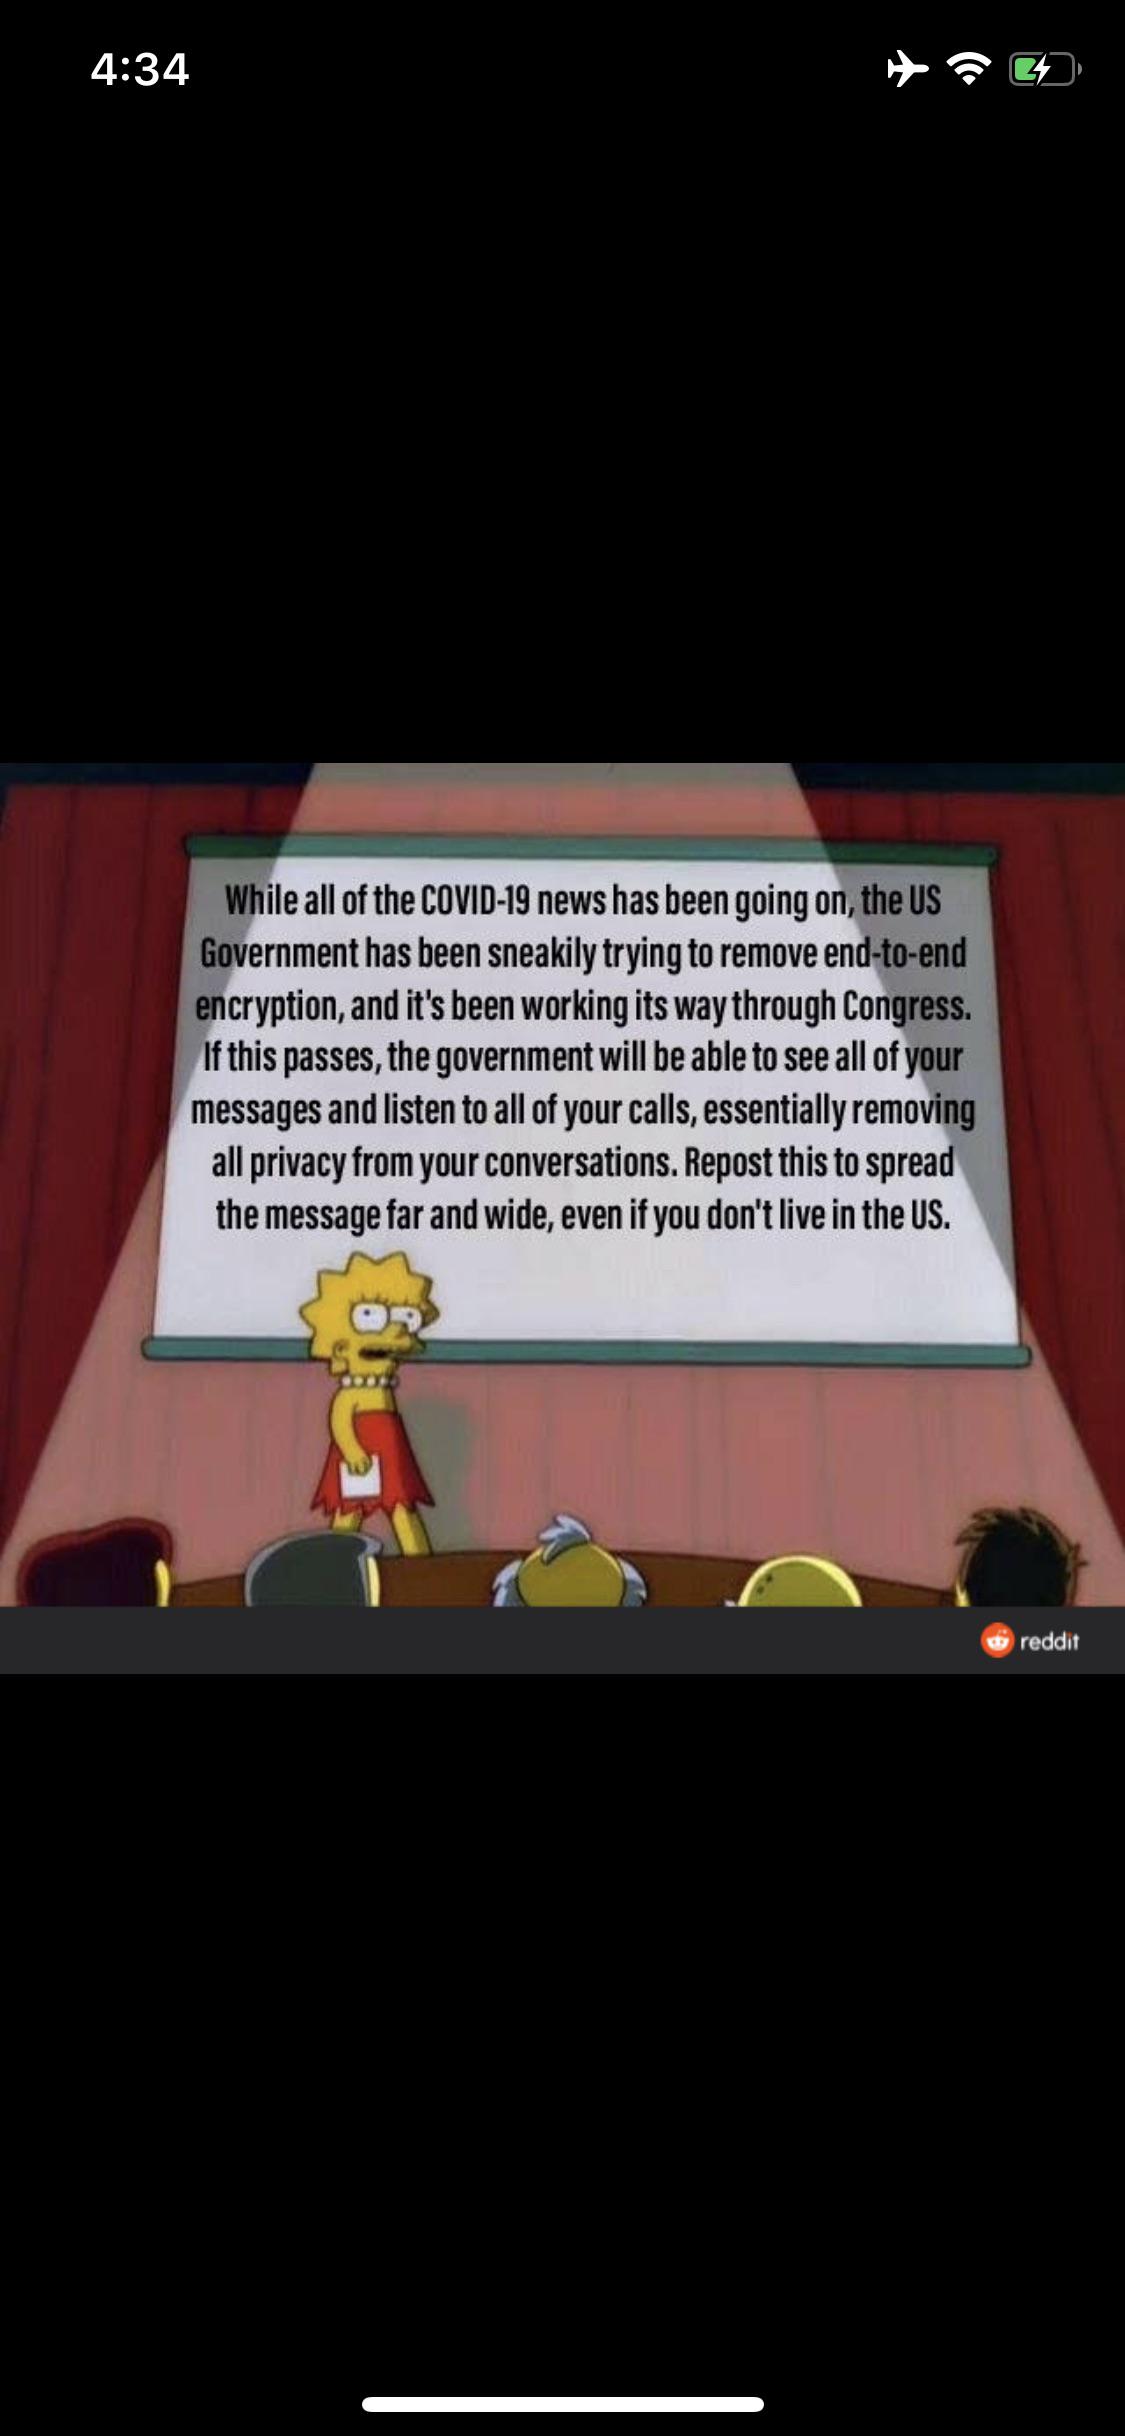 4:34
While all of the COVID-19 news has been going on, the US
Government has been sneakily trying to remove end-to-end
encryption, and it's been working its way through Congress.
If this passes, the government will be able to see all of your
messages and listen to all of your calls, essentially removing
all privacy from your conversations. Repost this to spread
the message far and wide, even if you don't live in the US.
reddit